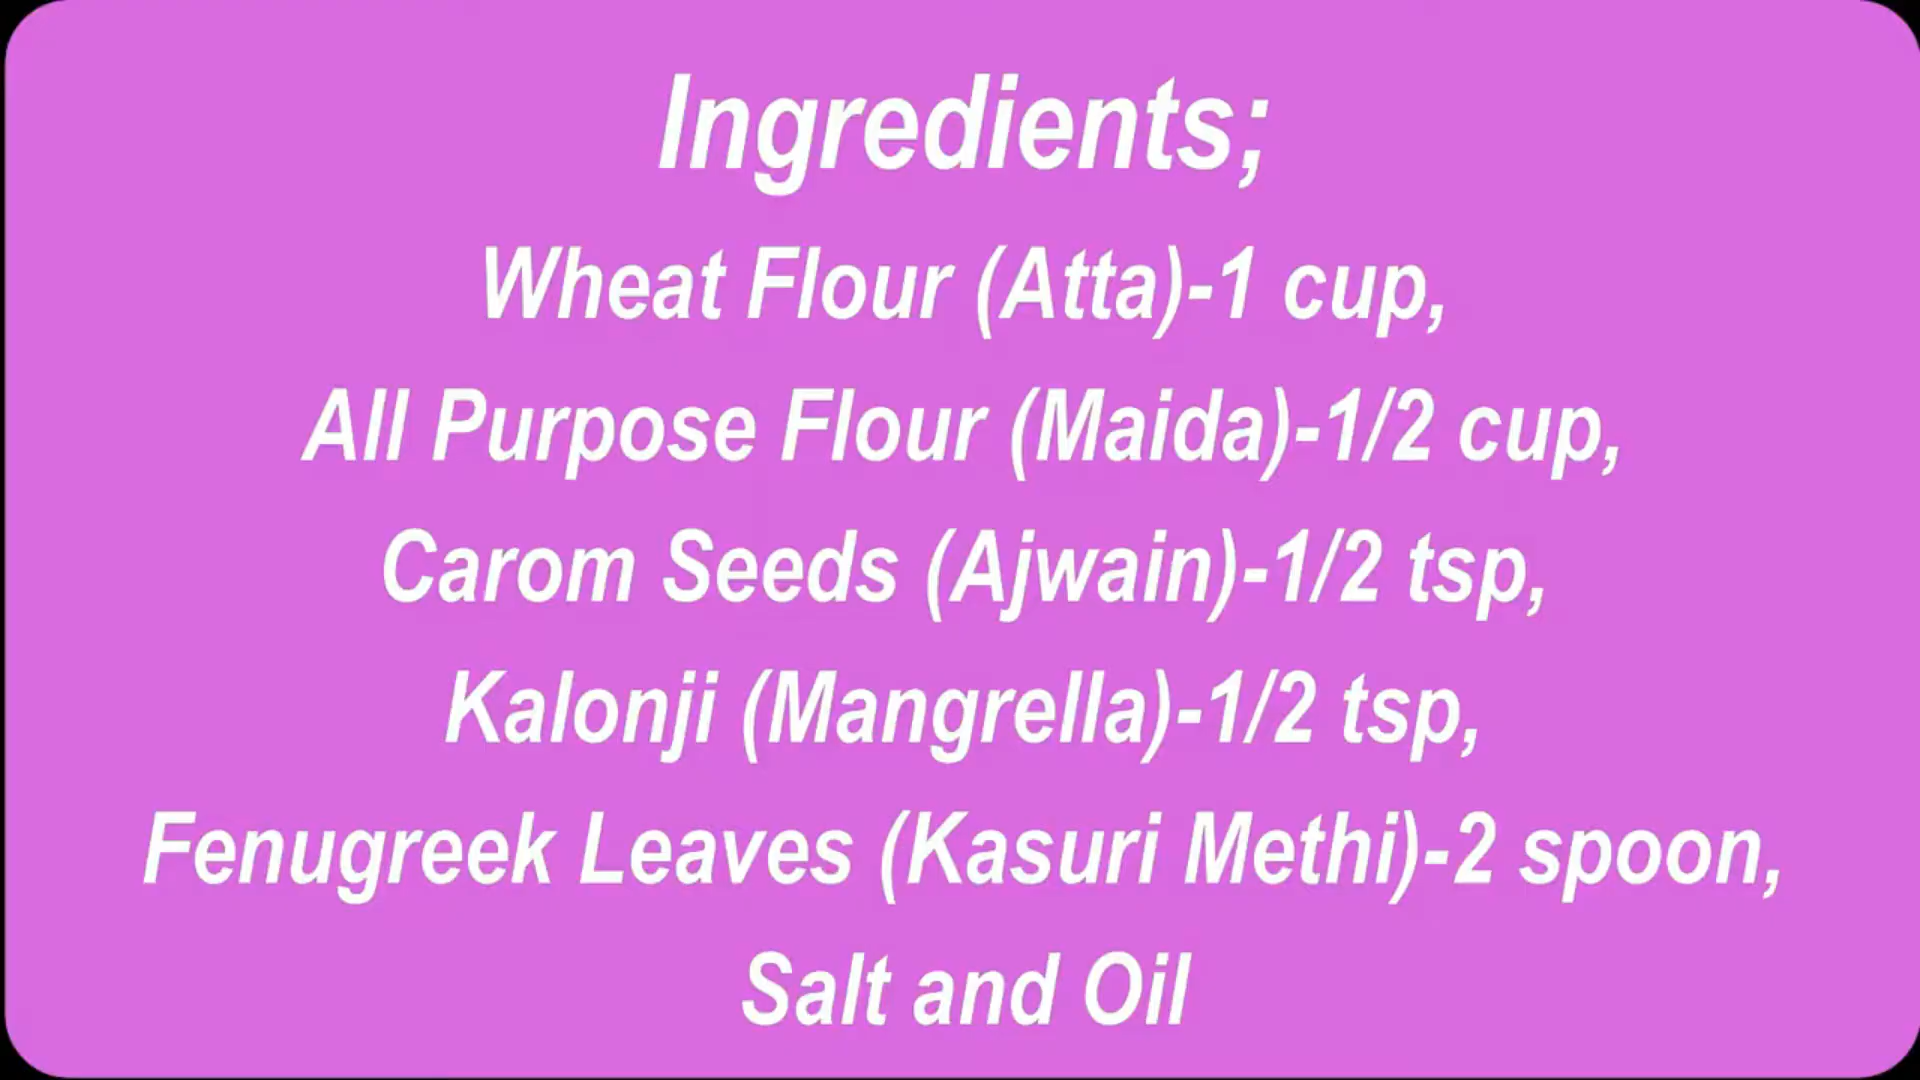 Ingredients;
Wheat Flour (Atta)-1 cup,
All Purpose Flour (Maida)-1/2 cup,
Carom Seeds (Ajwain)-1/2 tsp,
Kalonji (Mangrella)-1/2 tsp,
Fenugreek Leaves (Kasuri Methi)-2 spoon,
Salt and Oil